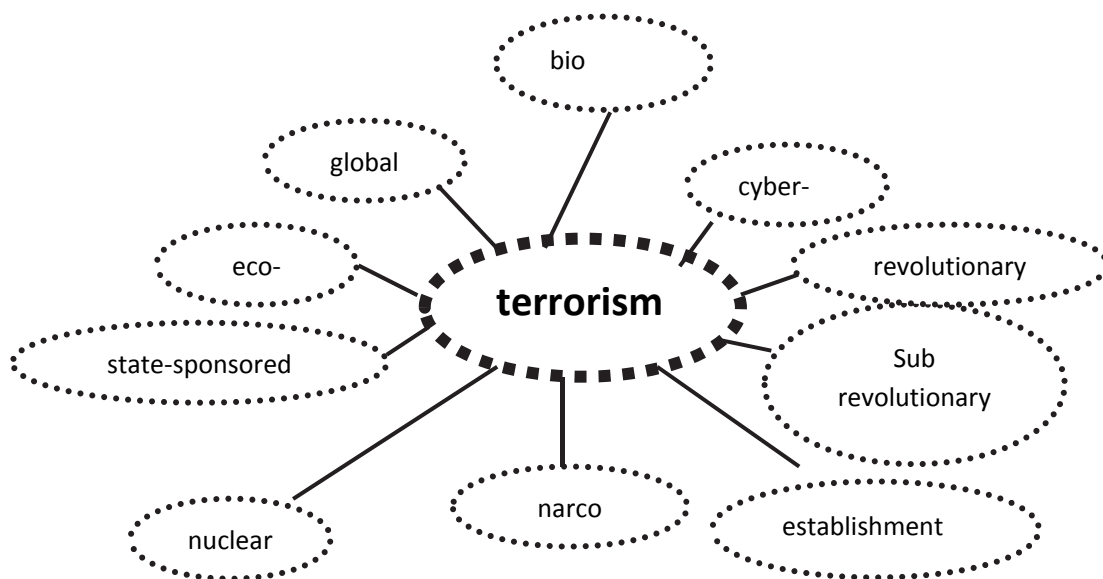 bio
global
cyber-
eco-
revolutionary
terrorism
state-sponsored
Sub
revolutionary
nuclear
narco
establishment